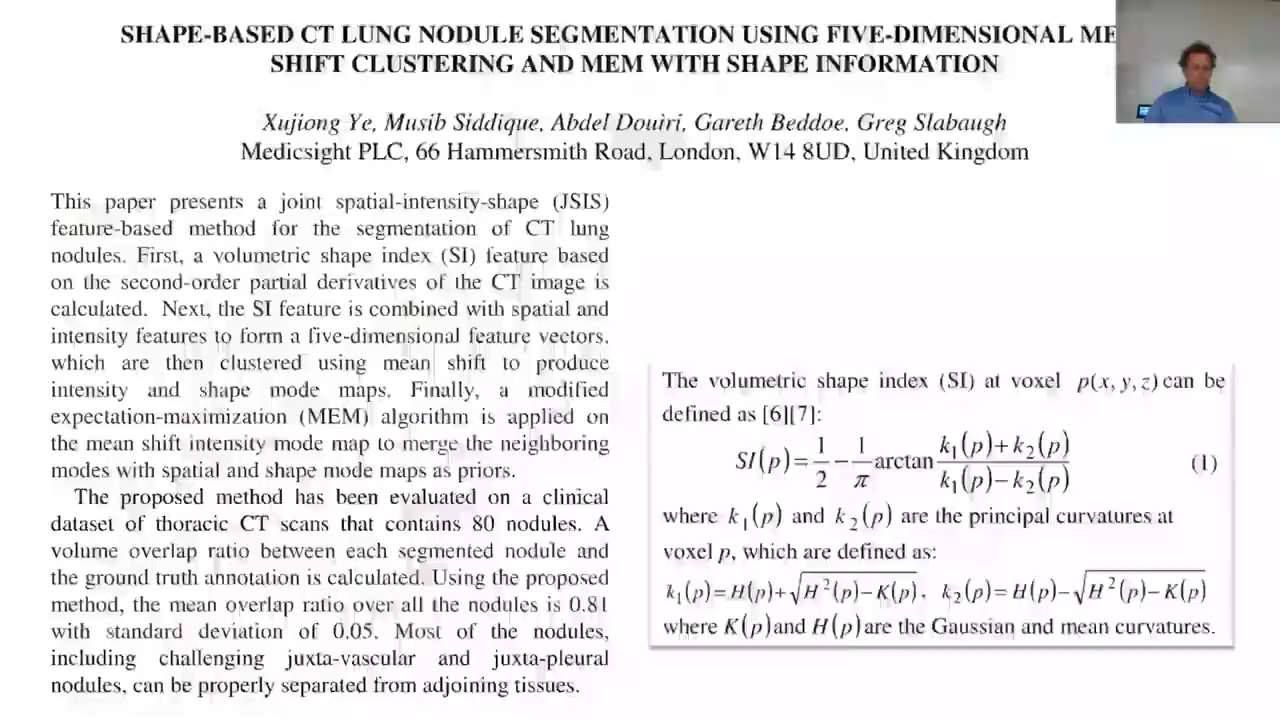 SHAPE-BASED CT LUNG NODULE SEGMENTATION USING FIVE-DIMENSIONAL ME
SHIFT CLUSTERING AND MEM WITH SHAPE INFORMATION
Xujiong Ye, Musib Siddique, Abdel Douiri, Gareth Beddoe, Greg Slabaugh
Medicsight PLC, 66 Hammersmith Road, London, W14 8UD, United Kingdom
This paper presents a joint spatial-intensity-shape (JSIS)
feature-based method for the segmentation of CT lung
nodules. First, a volumetric shape index (SI) feature based
on the second-order partial derivatives of the CT image is
calculated. Next, the SI feature is combined with spatial and
intensity features to form a five-dimensional feature vectors,
which are then clustered using mean shift to produce
intensity and shape mode maps. Finally, a modified
expectation-maximization (MEM) algorithm is applied on
the mean shift intensity mode map to merge the neighboring
modes with spatial and shape mode maps as priors.
The proposed method has been evaluated on a clinical
dataset of thoracic CT scans that contains 80 nodules. A
volume overlap ratio between each segmented nodule and
the ground truth annotation is calculated. Using the proposed
method, the mean overlap ratio over all the nodules is 0.81
with standard deviation of 0.05. Most of the nodules,
including challenging juxta-vascular and juxta-pleural
nodules, can be properly separated from adjoining tissues.
The volumetric shape index (SI) at voxel p(x, y, z) can be
defined as [6][7]:
SI(p) = 1/2 − 1/π arctan (k₁(p)+k₂(p))/(k₁(p)−k₂(p)) (1)
where k₁(p) and k₂(p) are the principal curvatures at
voxel p, which are defined as:
k₁(p)=H(p)+√(H²(p)−K(p)), k₂(p)=H(p)−√(H²(p)−K(p))
where K(p) and H(p) are the Gaussian and mean curvatures.